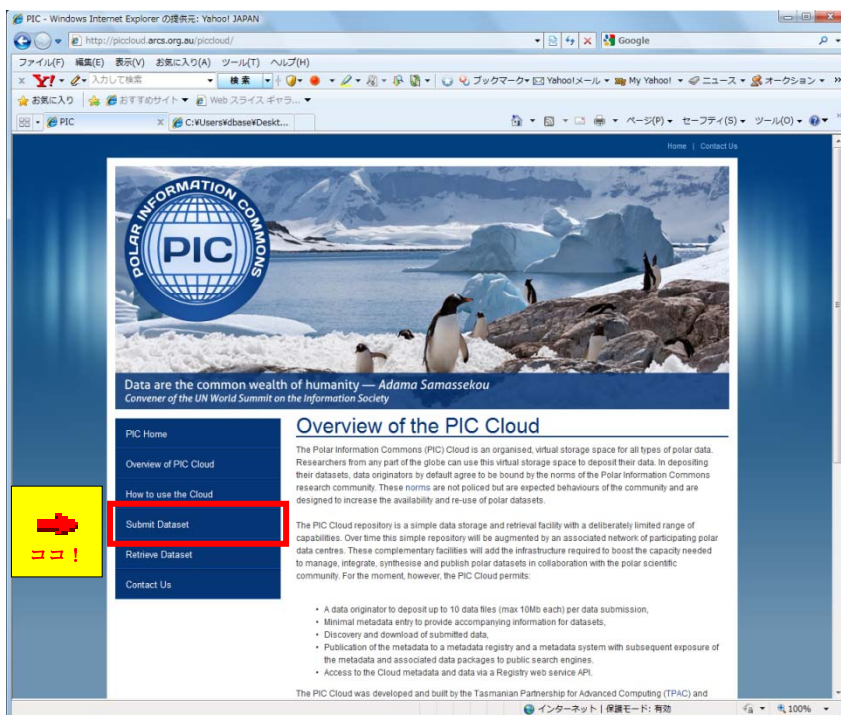 PIC - Windows Internet Explorer の提供元: Yahoo! JAPAN
http://piccloud.arcs.org.au/piccloud/
Google
ファイル(F) 編集(E) 表示(V) お気に入り(A) ツール(T) ヘルプ(H)
x Y! 入力して検索 検索 ブックマーク Yahoo!メール My Yahoo! ニュース オークション
お気に入り おすすめサイト Web スライス ギャラ...
PIC x C:¥Users¥dbase¥Deskt... ページ(P) セーフティ(S) ツール(O)
Home | Contact Us
POLAR INFORMATION COMMONS
PIC
Data are the common wealth of humanity — Adama Samassekou
Convener of the UN World Summit on the Information Society
PIC Home
Overview of PIC Cloud
How to use the Cloud
Submit Dataset
Retrieve Dataset
Contact Us
ココ！
Overview of the PIC Cloud
The Polar Information Commons (PIC) Cloud is an organised, virtual storage space for all types of polar data.
Researchers from any part of the globe can use this virtual storage space to deposit their data. In depositing
their datasets, data originators by default agree to be bound by the norms of the Polar Information Commons
research community. These norms are not policed but are expected behaviours of the community and are
designed to increase the availability and re-use of polar datasets.
The PIC Cloud repository is a simple data storage and retrieval facility with a deliberately limited range of
capabilities. Over time this simple repository will be augmented by an associated network of participating polar
data centres. These complementary facilities will add the infrastructure required to boost the capacity needed
to manage, integrate, synthesise and publish polar datasets in collaboration with the polar scientific
community. For the moment, however, the PIC Cloud permits:
• A data originator to deposit up to 10 data files (max 10Mb each) per data submission,
• Minimal metadata entry to provide accompanying information for datasets,
• Discovery and download of submitted data,
• Publication of the metadata to a metadata registry and a metadata system with subsequent exposure of
the metadata and associated data packages to public search engines.
• Access to the Cloud metadata and data via a Registry web service API.
The PIC Cloud was developed and built by the Tasmanian Partnership for Advanced Computing (TPAC) and
インターネット | 保護モード: 有効 100%